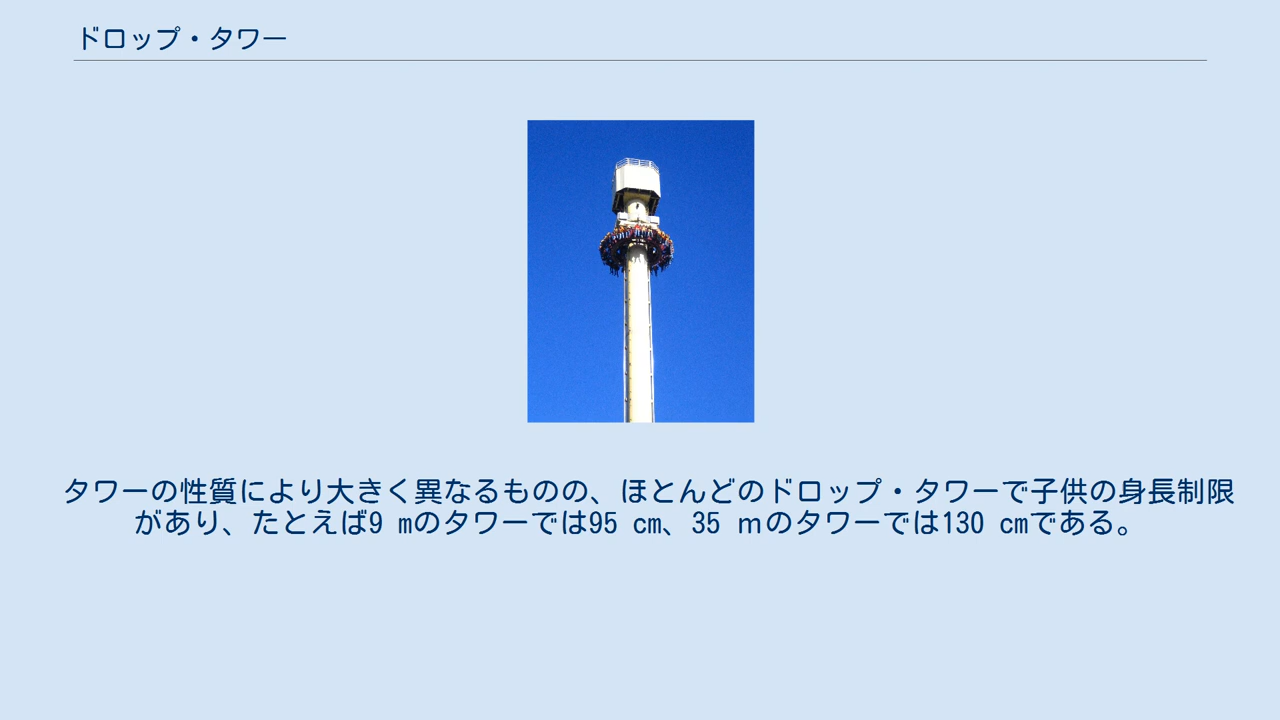 ドロップ・タワー
タワーの性質により大きく異なるものの、ほとんどのドロップ・タワーで子供の身長制限
があり、たとえば9 mのタワーでは95 cm、35 ｍのタワーでは130 cmである。